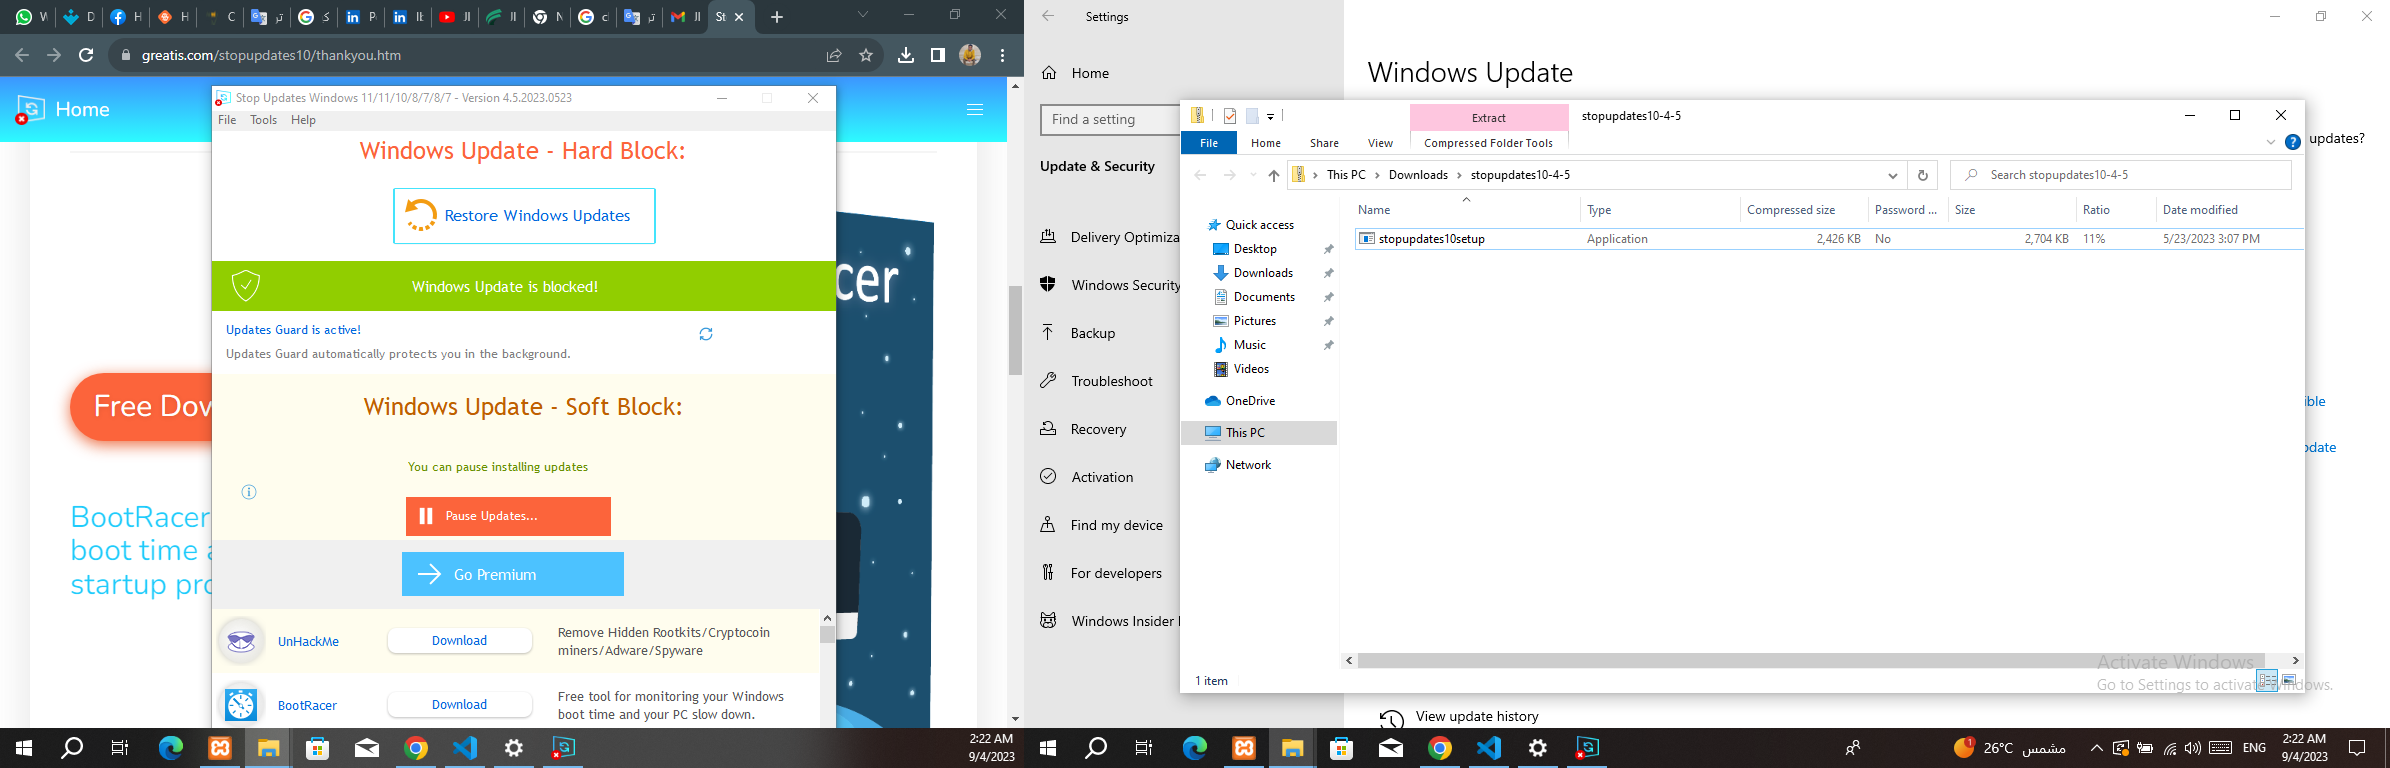 W
D
H
H
C
تر
G
ک
P
in
JI
JI
N
G c
تر
JI
St
greatis.com/stopupdates10/thankyou.htm
Home
Stop Updates Windows 11/11/10/8/7/8/7 - Version 4.5.2023.0523
File Tools Help
Windows Update - Hard Block:
Restore Windows Updates
Windows Update is blocked!
Updates Guard is active!
Updates Guard automatically protects you in the background.
Windows Update - Soft Block:
You can pause installing updates
Pause Updates...
Go Premium
UnHackMe
Download
Remove Hidden Rootkits/Cryptocoin
miners/Adware/Spyware
BootRacer
Download
Free tool for monitoring your Windows
boot time and your PC slow down.
Free Dov
BootRacer
boot time a
startup pro
cer
2:22 AM
9/4/2023
Settings
Home
Find a setting
Update & Security
Delivery Optimiza
Windows Security
Backup
Troubleshoot
Recovery
Activation
Find my device
For developers
Windows Insider
Windows Update
updates?
ible
pdate
View update history
Extract
stopupdates10-4-5
File Home Share View Compressed Folder Tools
This PC Downloads stopupdates10-4-5
Search stopupdates10-4-5
Name Type Compressed size Password ... Size Ratio Date modified
stopupdates10setup Application 2,426 KB No 2,704 KB 11% 5/23/2023 3:07 PM
Quick access
Desktop
Downloads
Documents
Pictures
Music
Videos
OneDrive
This PC
Network
1 item
Activate Windows
Go to Settings to activate Windows.
1
26°C مشمس
ENG
2:22 AM
9/4/2023